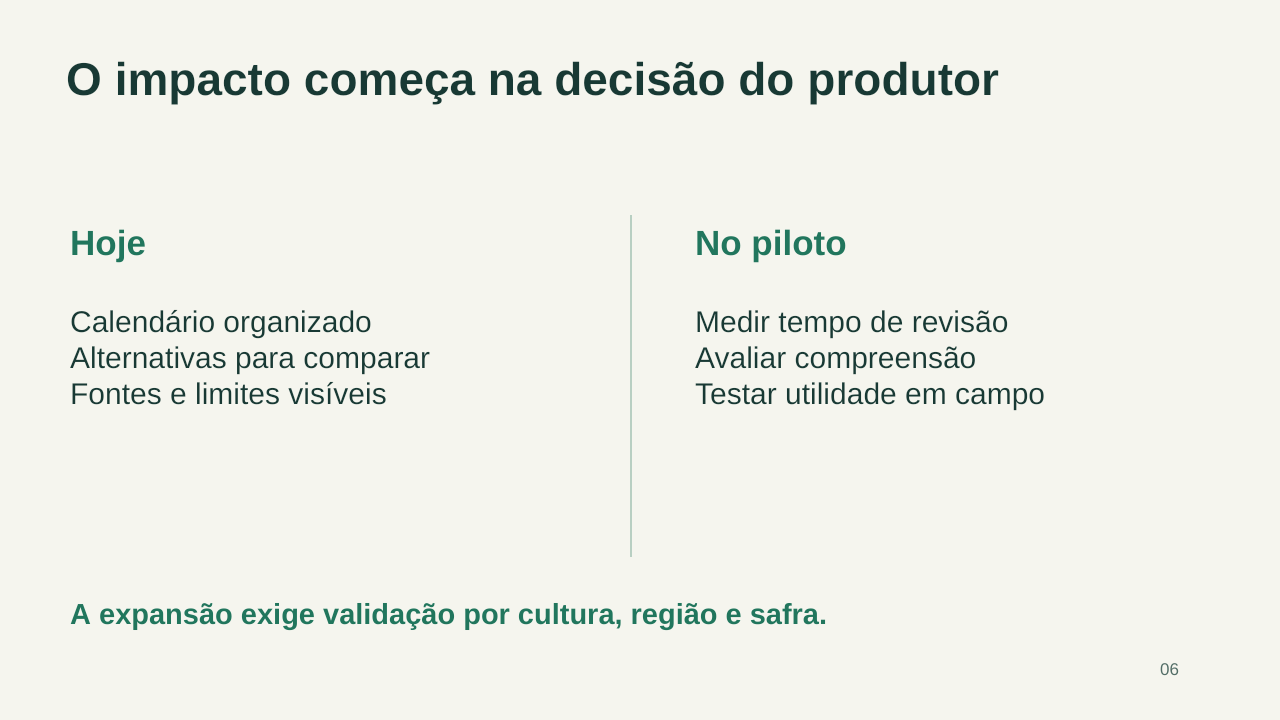 O impacto começa na decisão do produtor
Hoje
Calendário organizado
Alternativas para comparar
Fontes e limites visíveis
No piloto
Medir tempo de revisão
Avaliar compreensão
Testar utilidade em campo
A expansão exige validação por cultura, região e safra.
06